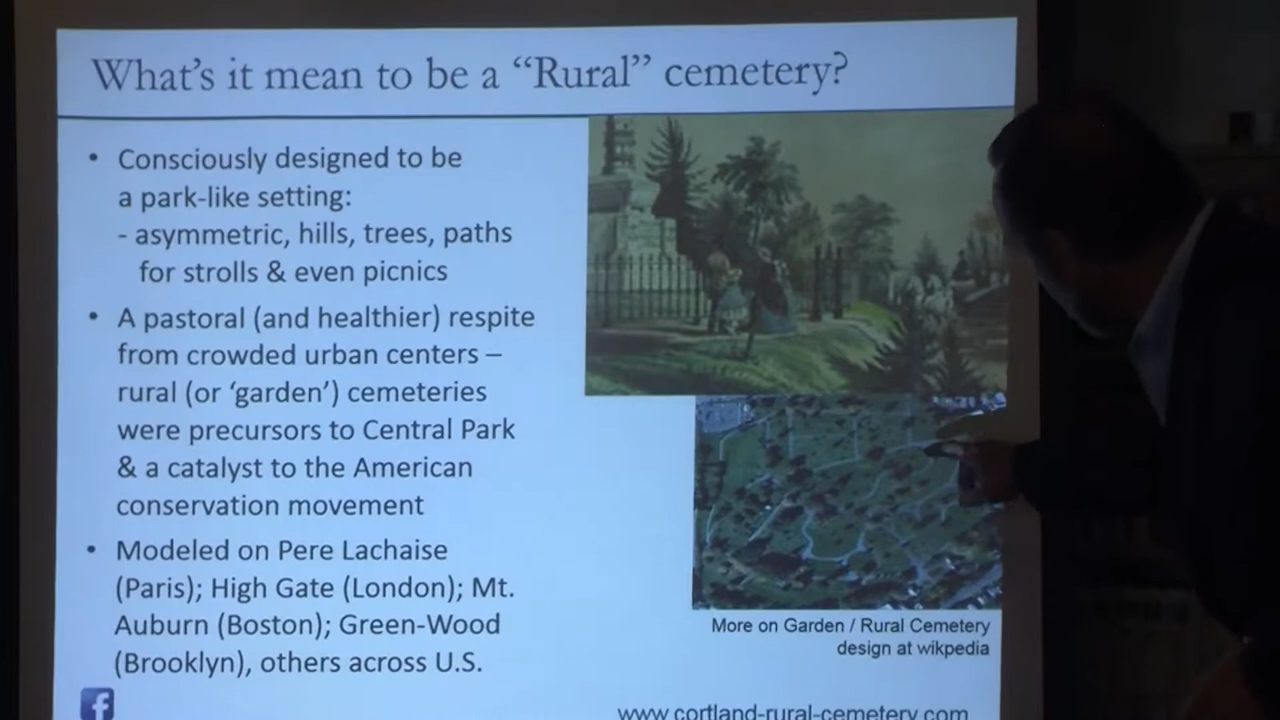 What's it mean to be a “Rural” cemetery?
• Consciously designed to be
a park-like setting:
- asymmetric, hills, trees, paths
for strolls & even picnics
• A pastoral (and healthier) respite
from crowded urban centers –
rural (or ‘garden’) cemeteries
were precursors to Central Park
& a catalyst to the American
conservation movement
• Modeled on Pere Lachaise
(Paris); High Gate (London); Mt.
Auburn (Boston); Green-Wood
(Brooklyn), others across U.S.
More on Garden / Rural Cemetery
design at wikpedia
f
www.cortland-rural-cemetery.com